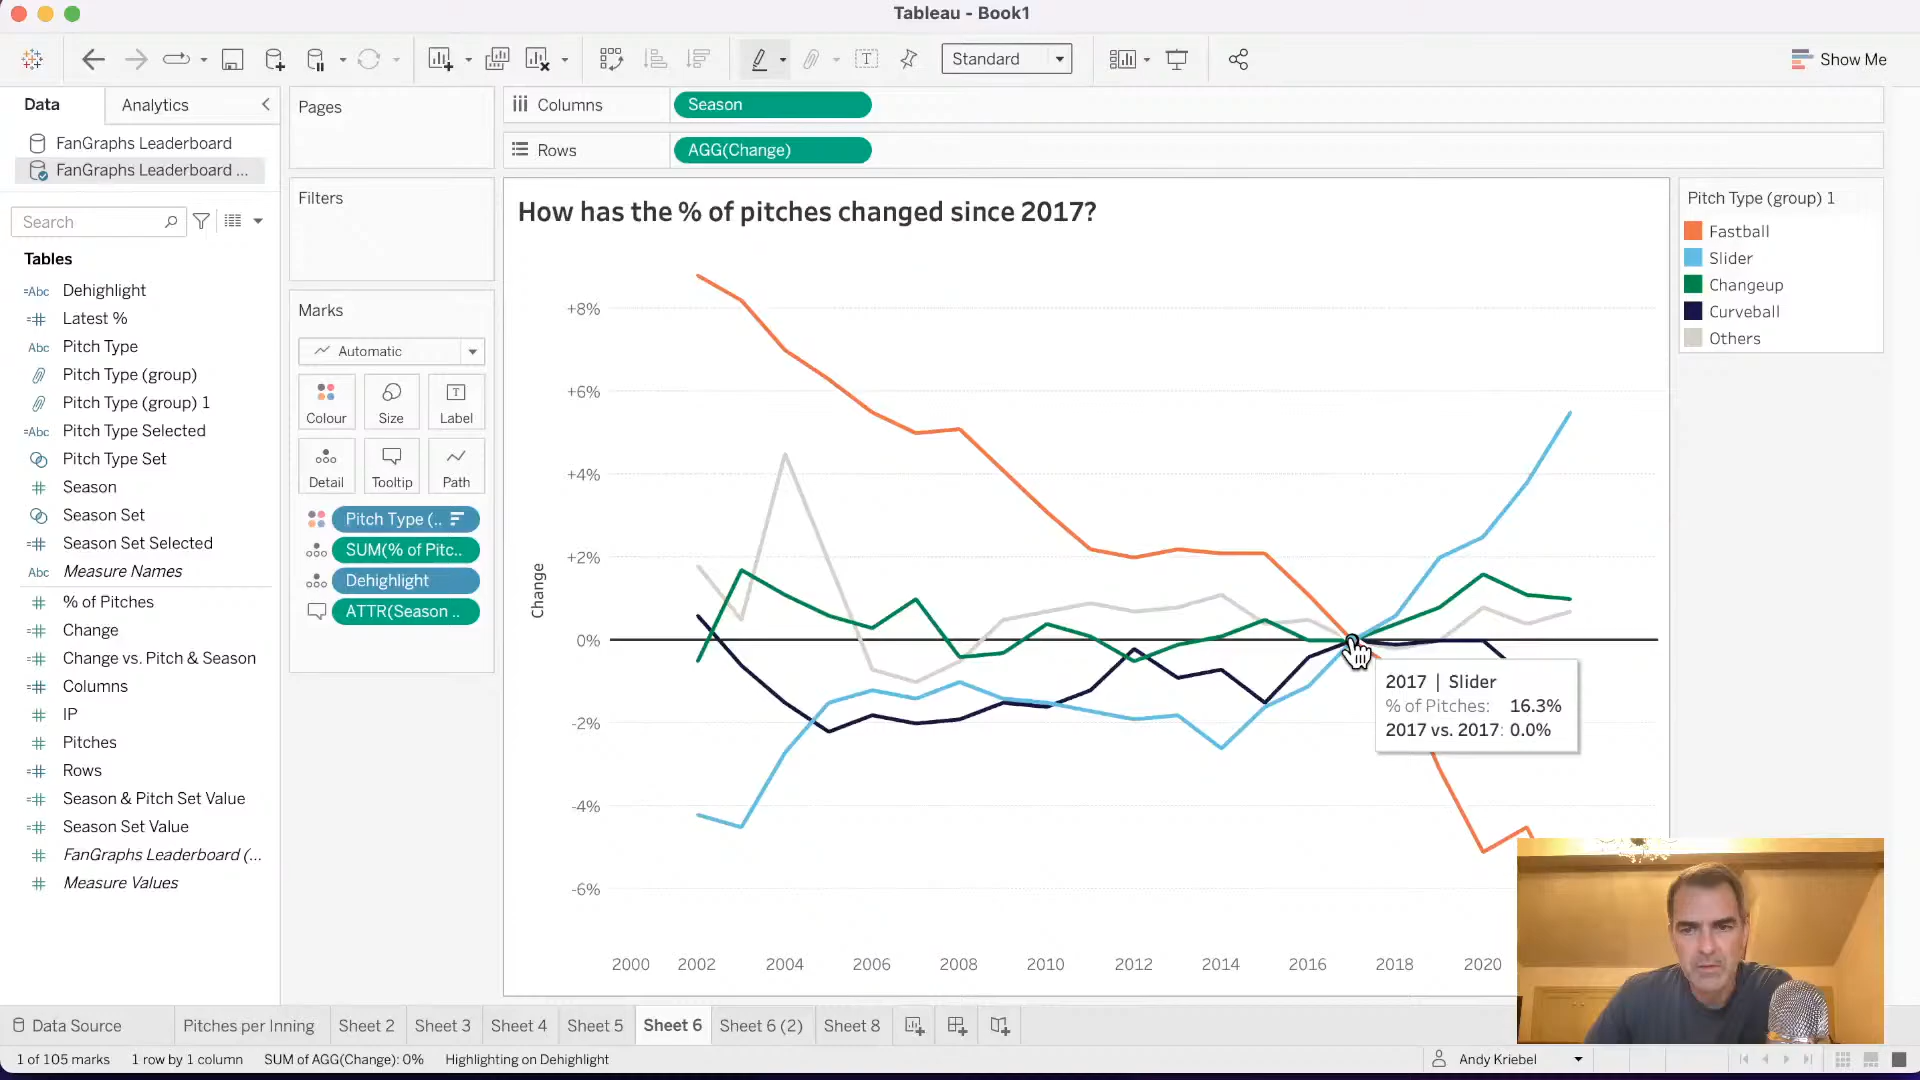 Tableau - Book1
Standard
Show Me
Data
Analytics
FanGraphs Leaderboard
FanGraphs Leaderboard ...
Search
Tables
=Abc Dehighlight
=# Latest %
Abc Pitch Type
Pitch Type (group)
Pitch Type (group) 1
=Abc Pitch Type Selected
Pitch Type Set
# Season
Season Set
=# Season Set Selected
Abc Measure Names
# % of Pitches
=# Change
=# Change vs. Pitch & Season
=# Columns
# IP
# Pitches
=# Rows
=# Season & Pitch Set Value
=# Season Set Value
# FanGraphs Leaderboard (...
# Measure Values
Pages
Filters
Marks
Automatic
Colour
Size
Label
Detail
Tooltip
Path
Pitch Type (..
SUM(% of Pitc..
Dehighlight
ATTR(Season ..
Columns
Season
Rows
AGG(Change)
How has the % of pitches changed since 2017?
Change
+8%
+6%
+4%
+2%
0%
-2%
-4%
-6%
2000
2002
2004
2006
2008
2010
2012
2014
2016
2018
2020
2017 | Slider
% of Pitches: 16.3%
2017 vs. 2017: 0.0%
Pitch Type (group) 1
Fastball
Slider
Changeup
Curveball
Others
Data Source
Pitches per Inning
Sheet 2
Sheet 3
Sheet 4
Sheet 5
Sheet 6
Sheet 6 (2)
Sheet 8
1 of 105 marks
1 row by 1 column
SUM of AGG(Change): 0%
Highlighting on Dehighlight
Andy Kriebel